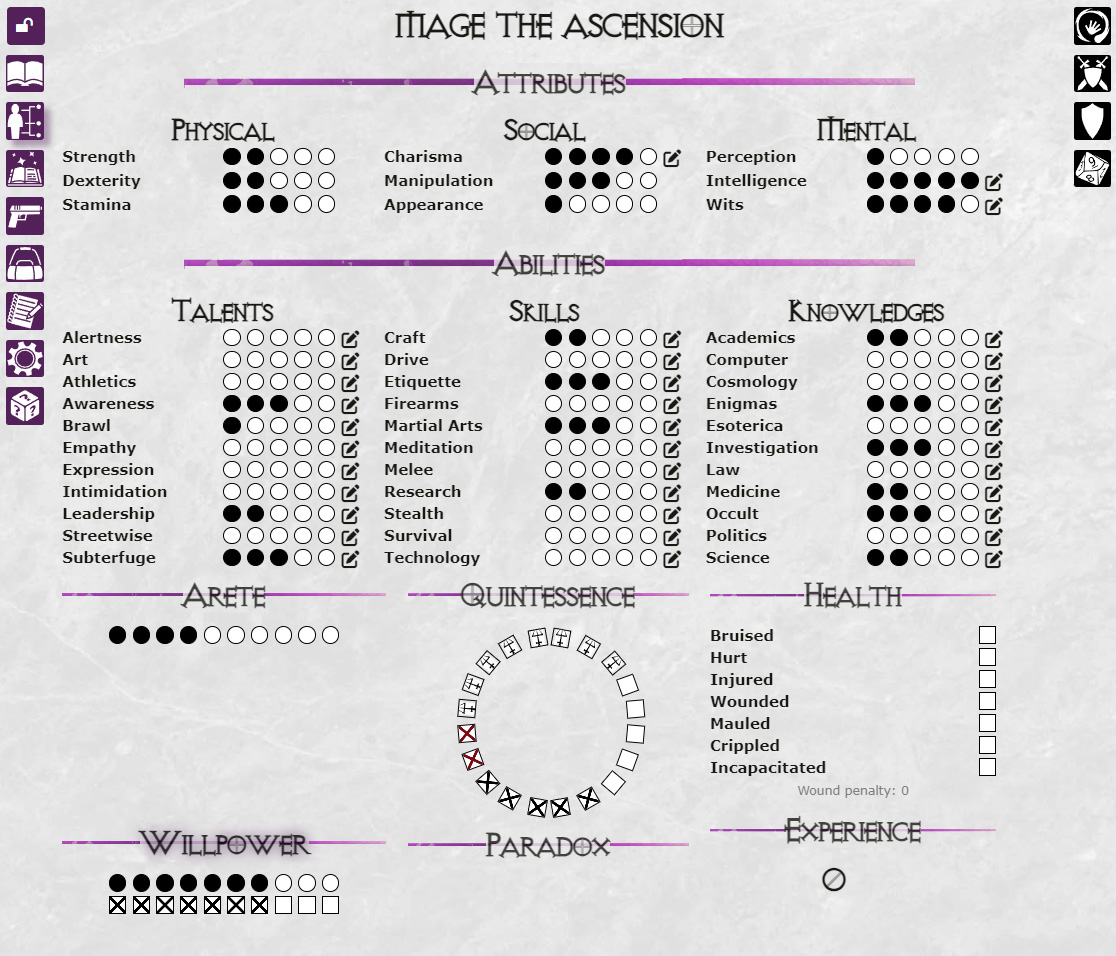 MAGE THE ASCENSION
ATTRIBUTES
PHYSICAL SOCIAL MENTAL
Strength Charisma Perception
Dexterity Manipulation Intelligence
Stamina Appearance Wits
ABILITIES
TALENTS SKILLS KNOWLEDGES
Alertness Craft Academics
Art Drive Computer
Athletics Etiquette Cosmology
Awareness Firearms Enigmas
Brawl Martial Arts Esoterica
Empathy Meditation Investigation
Expression Melee Law
Intimidation Research Medicine
Leadership Stealth Occult
Streetwise Survival Politics
Subterfuge Technology Science
ARETE QUINTESSENCE HEALTH
Bruised
Hurt
Injured
Wounded
Mauled
Crippled
Incapacitated
Wound penalty: 0
WILLPOWER PARADOX EXPERIENCE